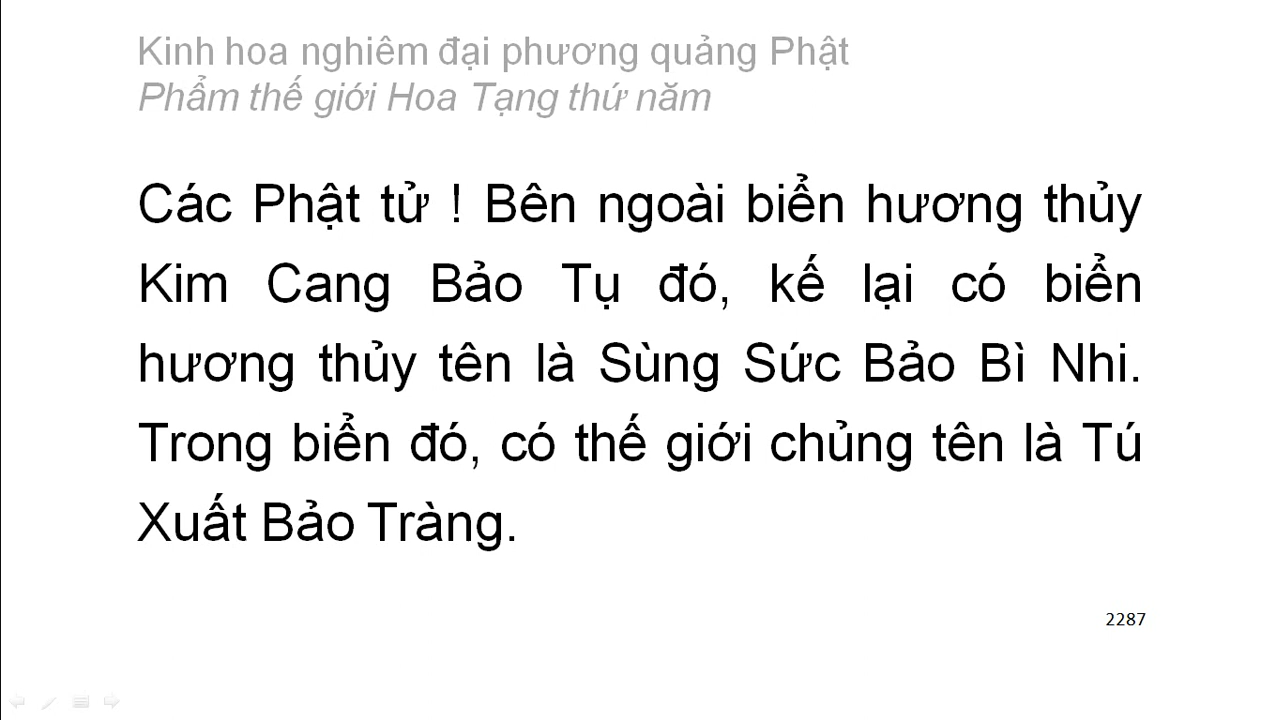 Kinh hoa nghiêm đại phương quảng Phật
Phẩm thế giới Hoa Tạng thứ năm
Các Phật tử ! Bên ngoài biển hương thủy
Kim Cang Bảo Tụ đó, kế lại có biển
hương thủy tên là Sùng Sức Bảo Bì Nhi.
Trong biển đó, có thế giới chủng tên là Tú
Xuất Bảo Tràng.
2287